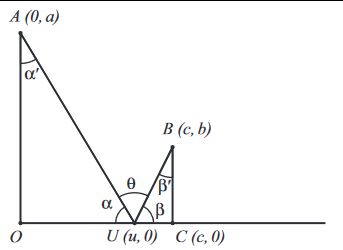 A (0, a)
α′
B (c, b)
θ
β′
α
β
O
U (u, 0)
C (c, 0)